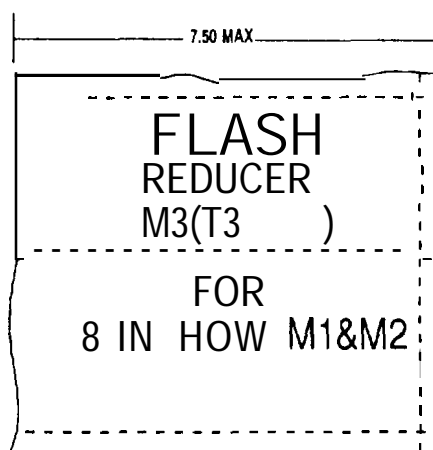 7.50 MAX
FLASH
REDUCER
M3(T3 )
FOR
8 IN HOW M1&M2